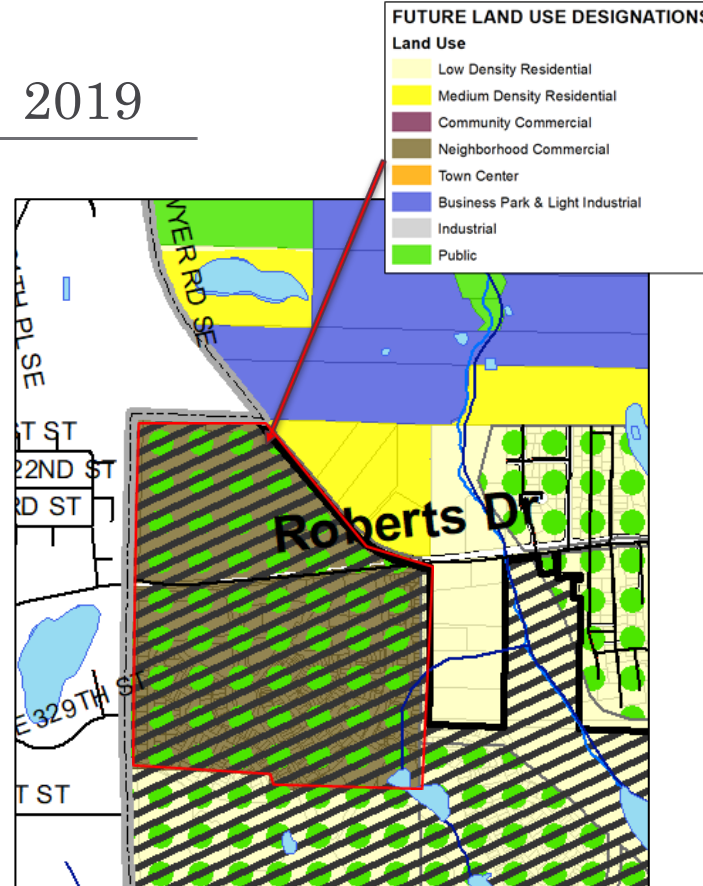 FUTURE LAND USE DESIGNATIONS
Land Use
Low Density Residential
Medium Density Residential
Community Commercial
Neighborhood Commercial
Town Center
Business Park & Light Industrial
Industrial
Public
2019
WYER RD SE
PL SE
T ST
22ND ST
RD ST
Roberts Dr
E 329TH ST
T ST